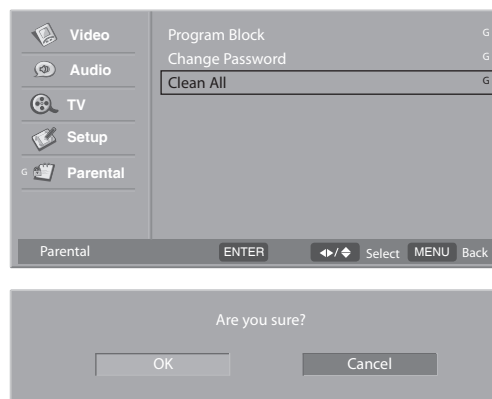 Video
Audio
TV
Setup
G Parental
Program Block G
Change Password G
Clean All G
Parental ENTER / Select MENU Back
Are you sure?
OK Cancel